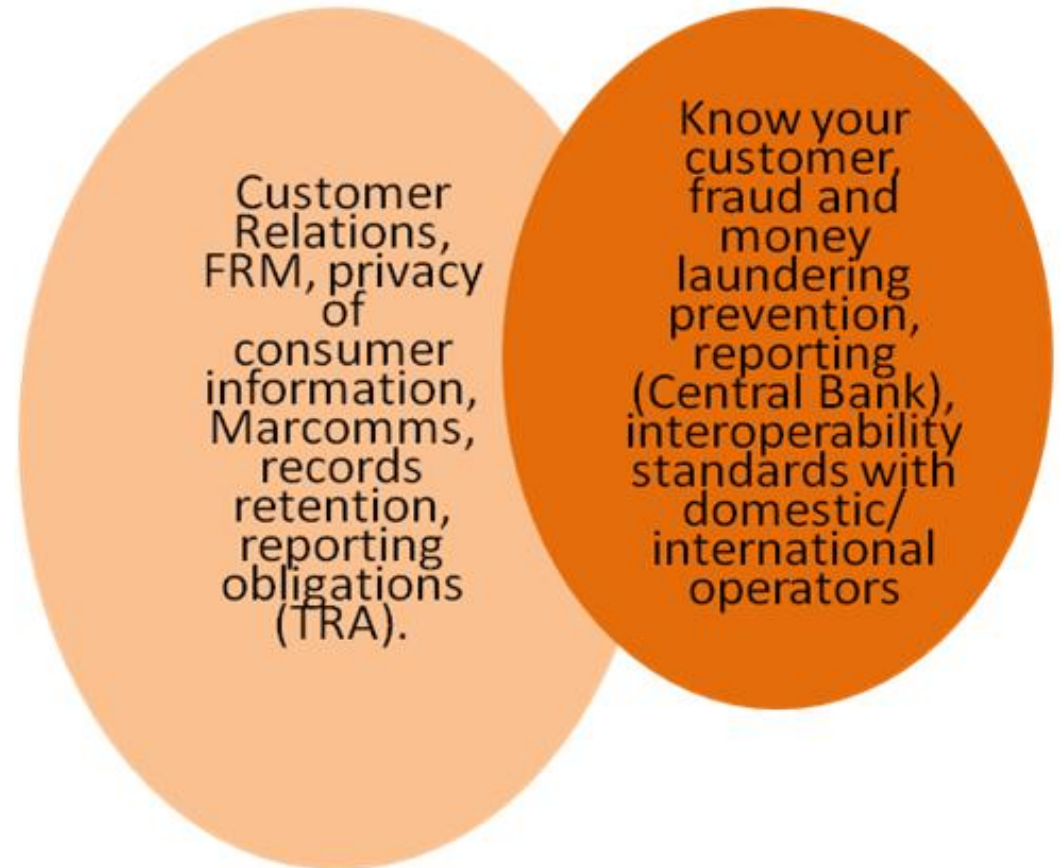 Customer
Relations,
FRM, privacy
of
consumer
information,
Marcomms,
records
retention,
reporting
obligations
(TRA).
Know your
customer,
fraud and
money
laundering
prevention,
reporting
(Central Bank),
interoperability
standards with
domestic/
international
operators